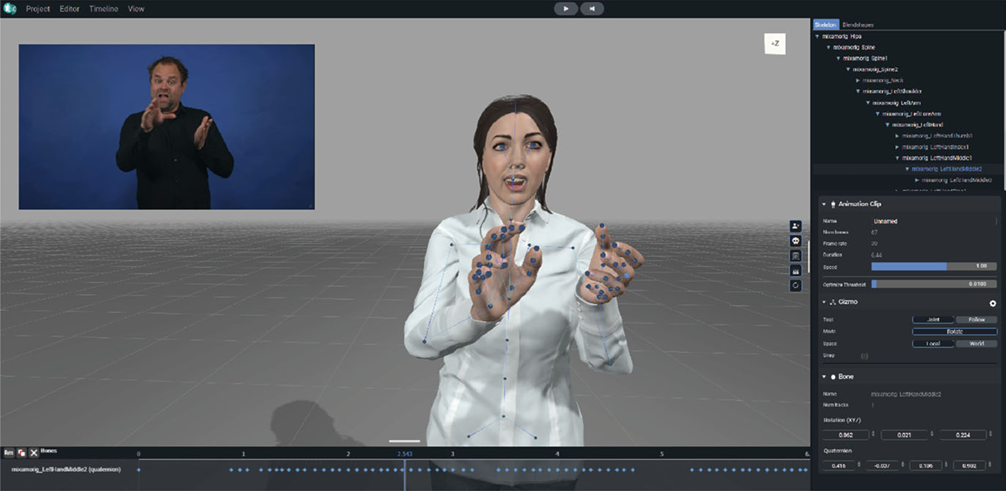 Project Editor Timeline View
+Z
Skeleton Blendshapes
mixamorig_Hips
mixamorig_Spine
mixamorig_Spine1
mixamorig_Spine2
mixamorig_Neck
mixamorig_LeftShoulder
mixamorig_LeftArm
mixamorig_LeftForeArm
mixamorig_LeftHand
mixamorig_LeftHandThumb1
mixamorig_LeftHandIndex1
mixamorig_LeftHandMiddle1
mixamorig_LeftHandMiddle2
mixamorig_LeftHandMiddle3
Animation Clip
Name Unnamed
Num bones 67
Frame rate
Duration 6.44
Speed 1.00
Optimize Threshold 0.0100
Gizmo
Tool Joint Follow
Mode Rotate
Space Local World
Snap
Bone
Name mixamorig_LeftHandMiddle2
Num tracks 1
Rotation (XYZ)
0.862 0.021 0.224
Quaternion
0.416 -0.037 0.106 0.902
Bones 0 1 2 2.543 3 4 5 6.
mixamorig_LeftHandMiddle2 (quaternion)